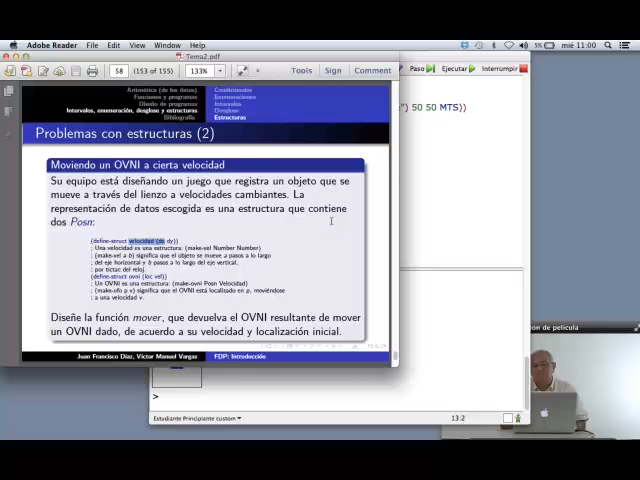 Adobe Reader File Edit View Window Help 5% mié 11:00
Tema2.pdf
58 (153 of 155) 133% Tools Sign Comment
Paso Ejecutar Interrumpir
Aritmética (de los datos)
Funciones y programas
Diseño de programas
Intervalos, enumeración, desglose y estructuras
Bibliografía
Condicionales
Enumeraciones
Intervalos
Desglose
Estructuras
") 50 50 MTS))
Problemas con estructuras (2)
Moviendo un OVNI a cierta velocidad
Su equipo está diseñando un juego que registra un objeto que se
mueve a través del lienzo a velocidades cambiantes. La
representación de datos escogida es una estructura que contiene
dos Posn:
(define-struct velocidad (dx dy))
; Una velocidad es una estructura: (make-vel Number Number)
; (make-vel a b) significa que el objeto se mueve a pasos a lo largo
; del eje horizontal y b pasos a lo largo del eje vertical.
; por tictac del reloj.
(define-struct ovni (loc vel))
; Un OVNI es una estructura: (make-ovni Posn Velocidad)
; (make-ufo p v) significa que el OVNI está localizado en p, moviéndose
; a una velocidad v.
Diseñe la función mover, que devuelva el OVNI resultante de mover
un OVNI dado, de acuerdo a su velocidad y localización inicial.
Juan Francisco Díaz, Victor Manuel Vargas FDP: Introducción
on de película
>
Estudiante Principiante custom 13:2